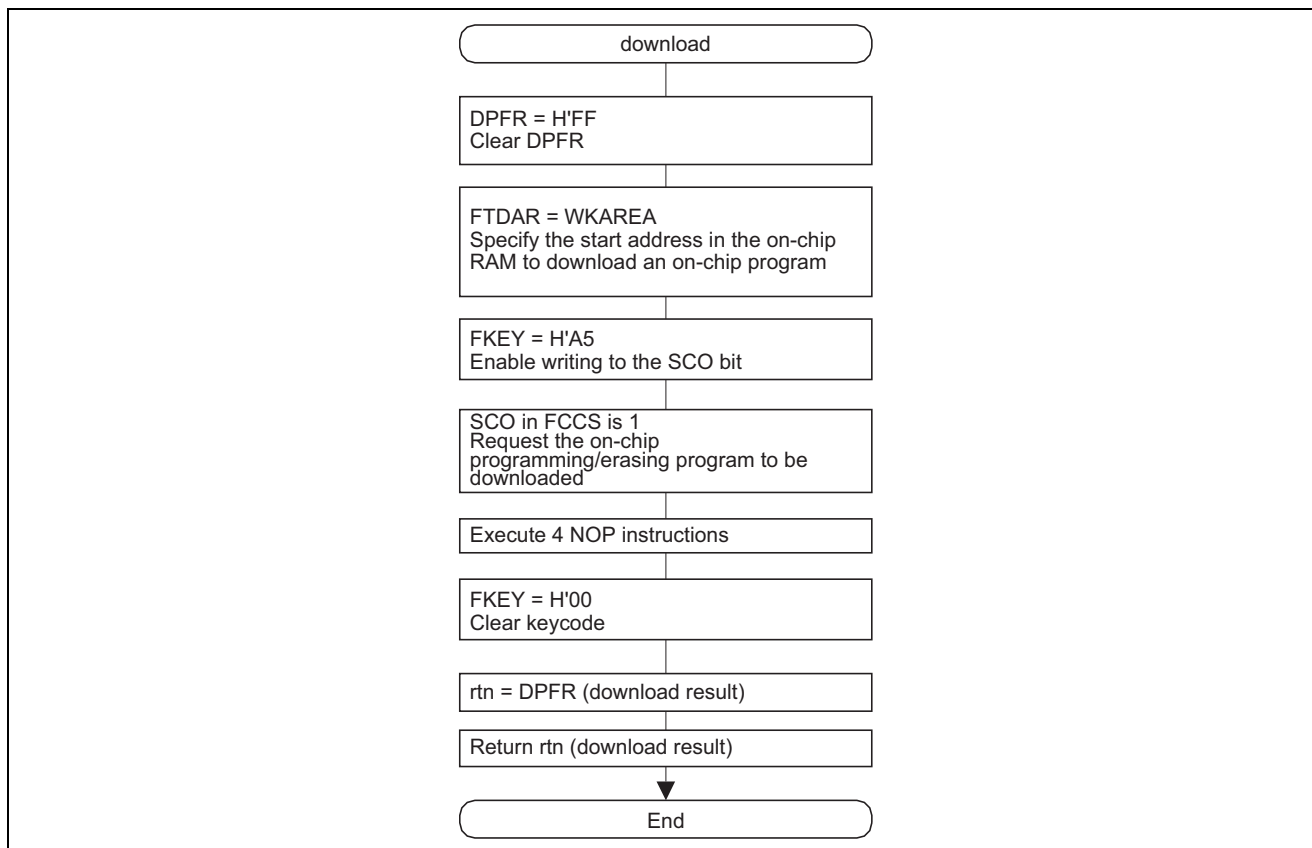 download
DPFR = H'FF
Clear DPFR
FTDAR = WKAREA
Specify the start address in the on-chip
RAM to download an on-chip program
FKEY = H'A5
Enable writing to the SCO bit
SCO in FCCS is 1
Request the on-chip
programming/erasing program to be
downloaded
Execute 4 NOP instructions
FKEY = H'00
Clear keycode
rtn = DPFR (download result)
Return rtn (download result)
End